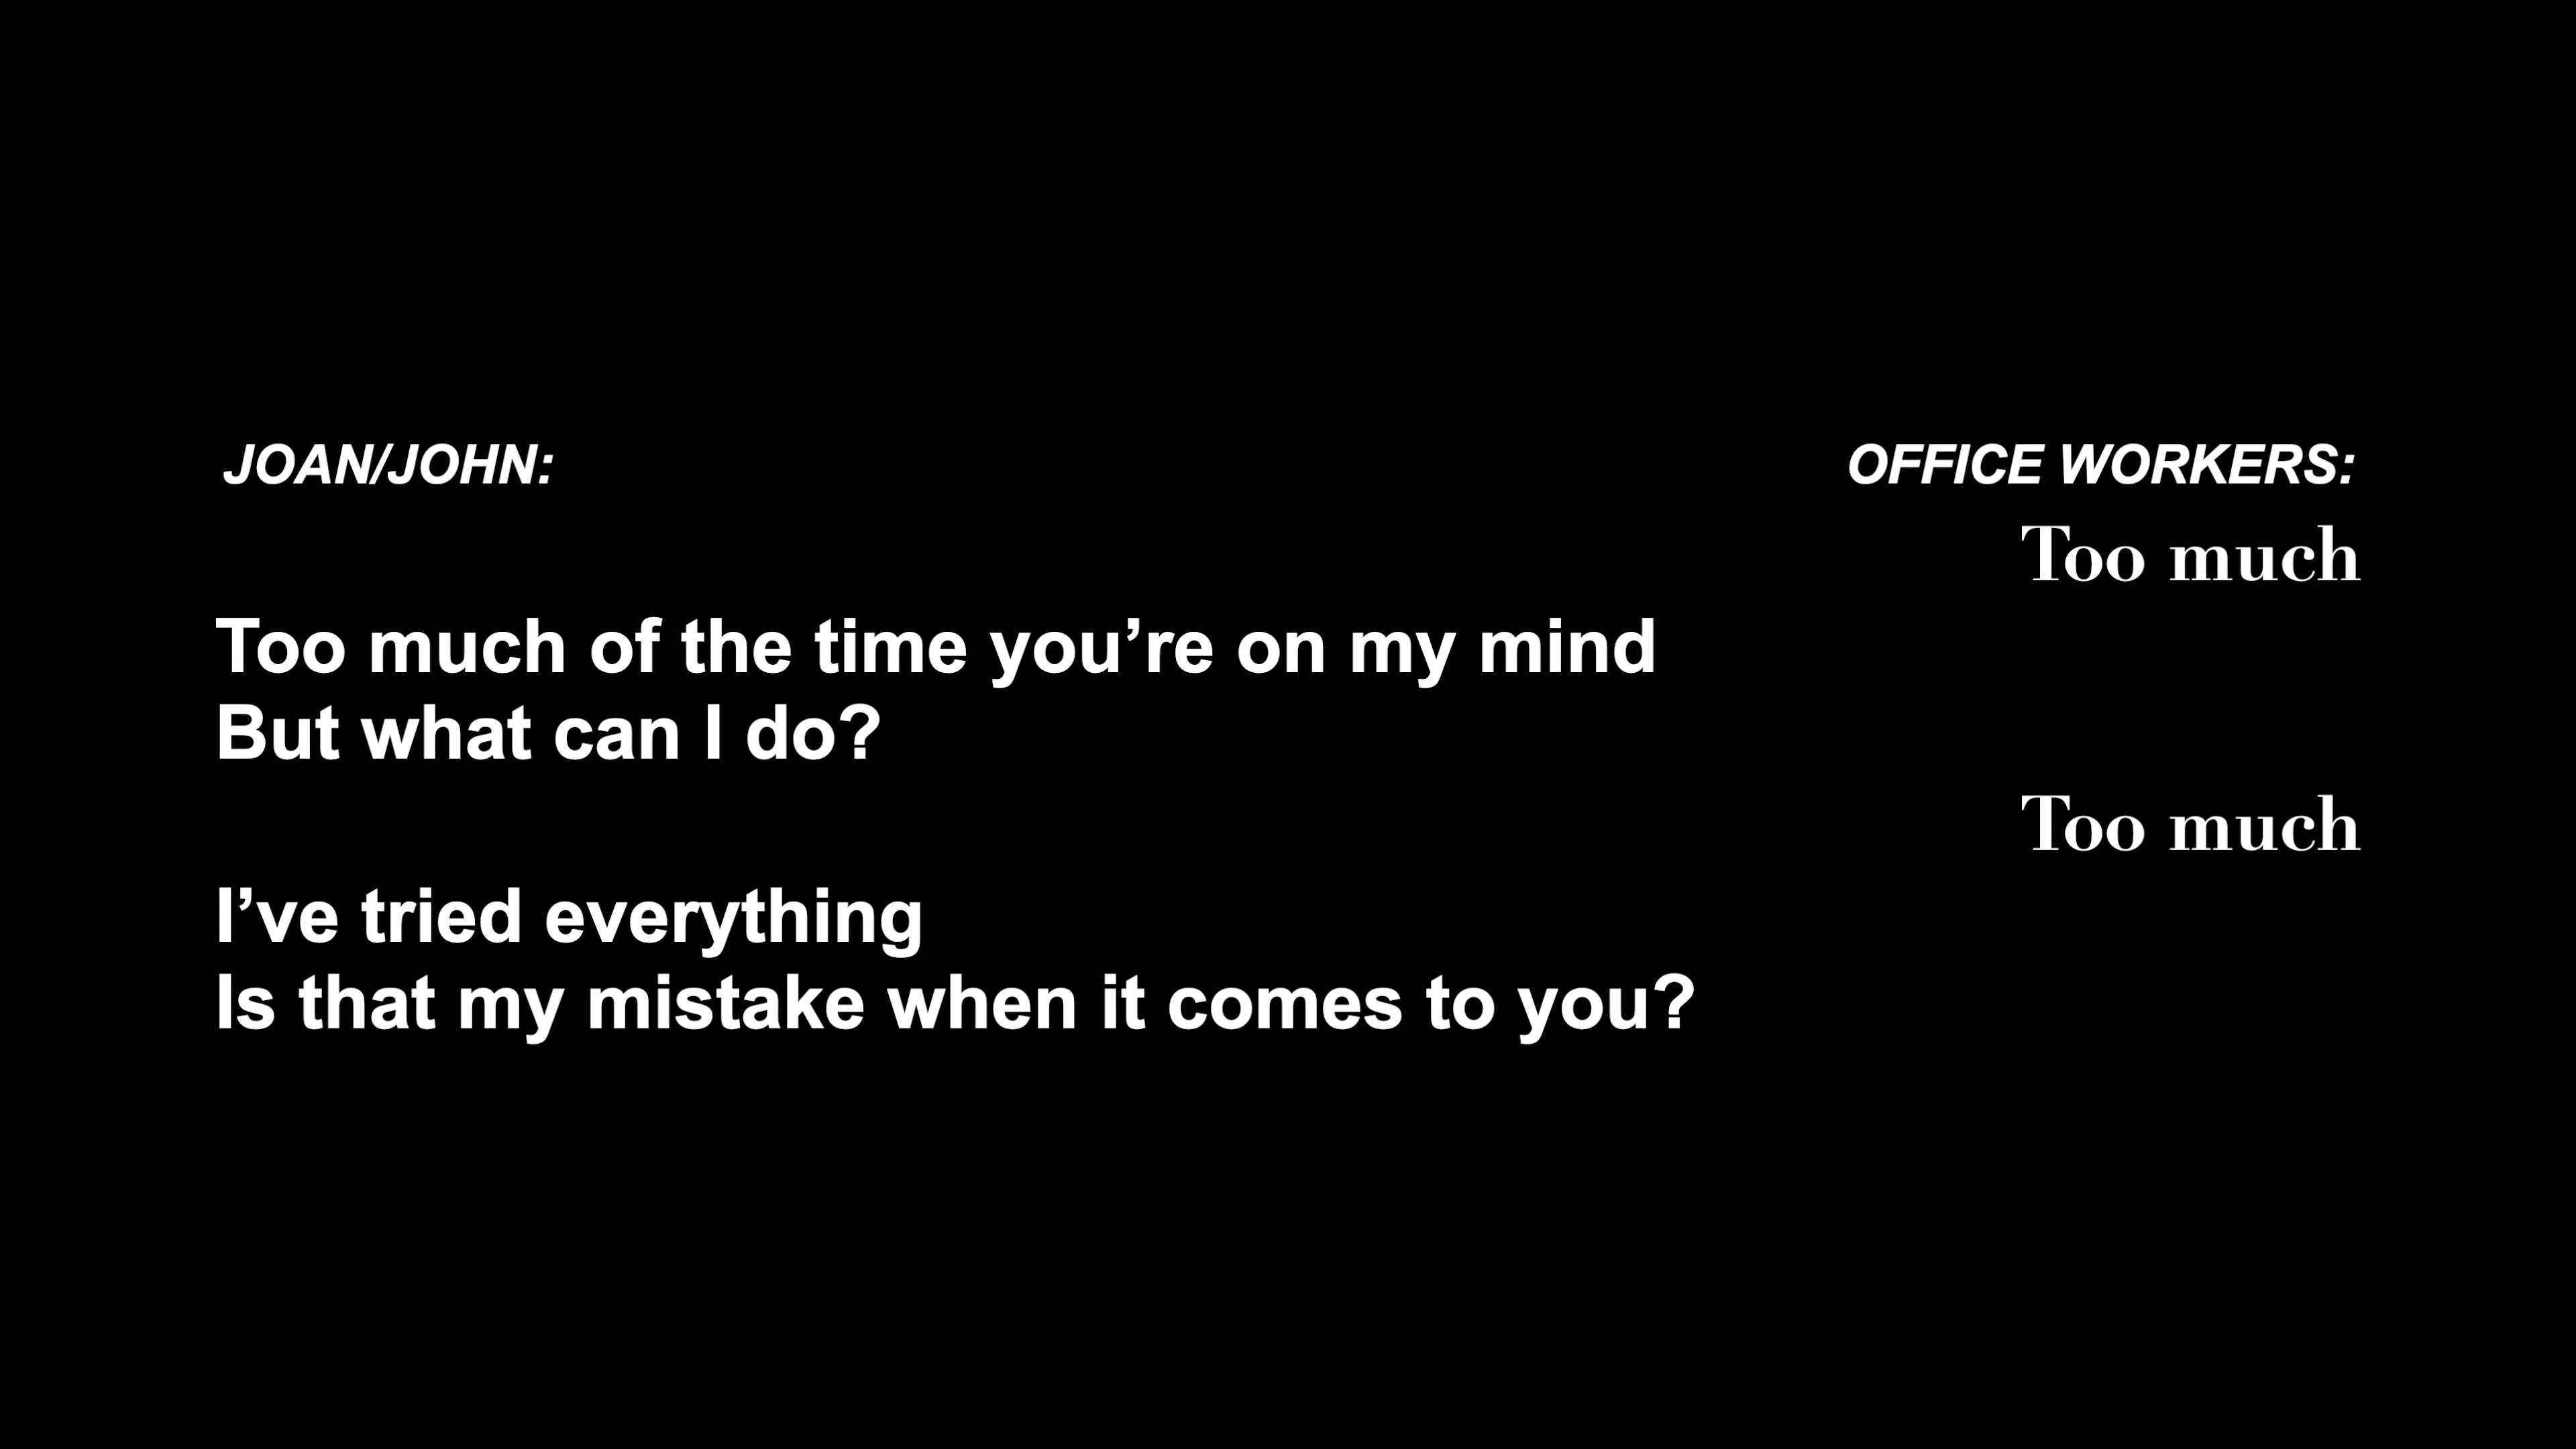 JOAN/JOHN:
OFFICE WORKERS:
Too much
Too much of the time you’re on my mind
But what can I do?
Too much
I’ve tried everything
Is that my mistake when it comes to you?